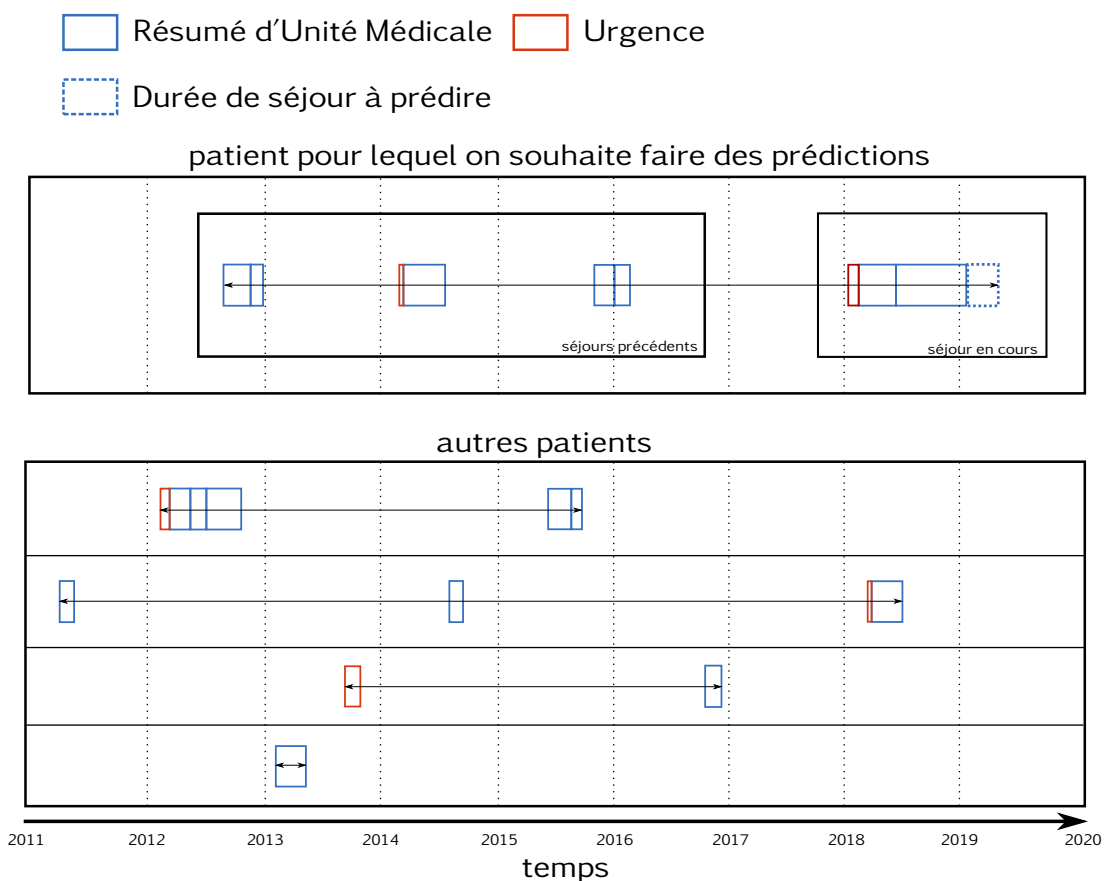 Résumé d'Unité Médicale Urgence
Durée de séjour à prédire
patient pour lequel on souhaite faire des prédictions
séjours précédents
séjour en cours
autres patients
2011 2012 2013 2014 2015 2016 2017 2018 2019 2020
temps